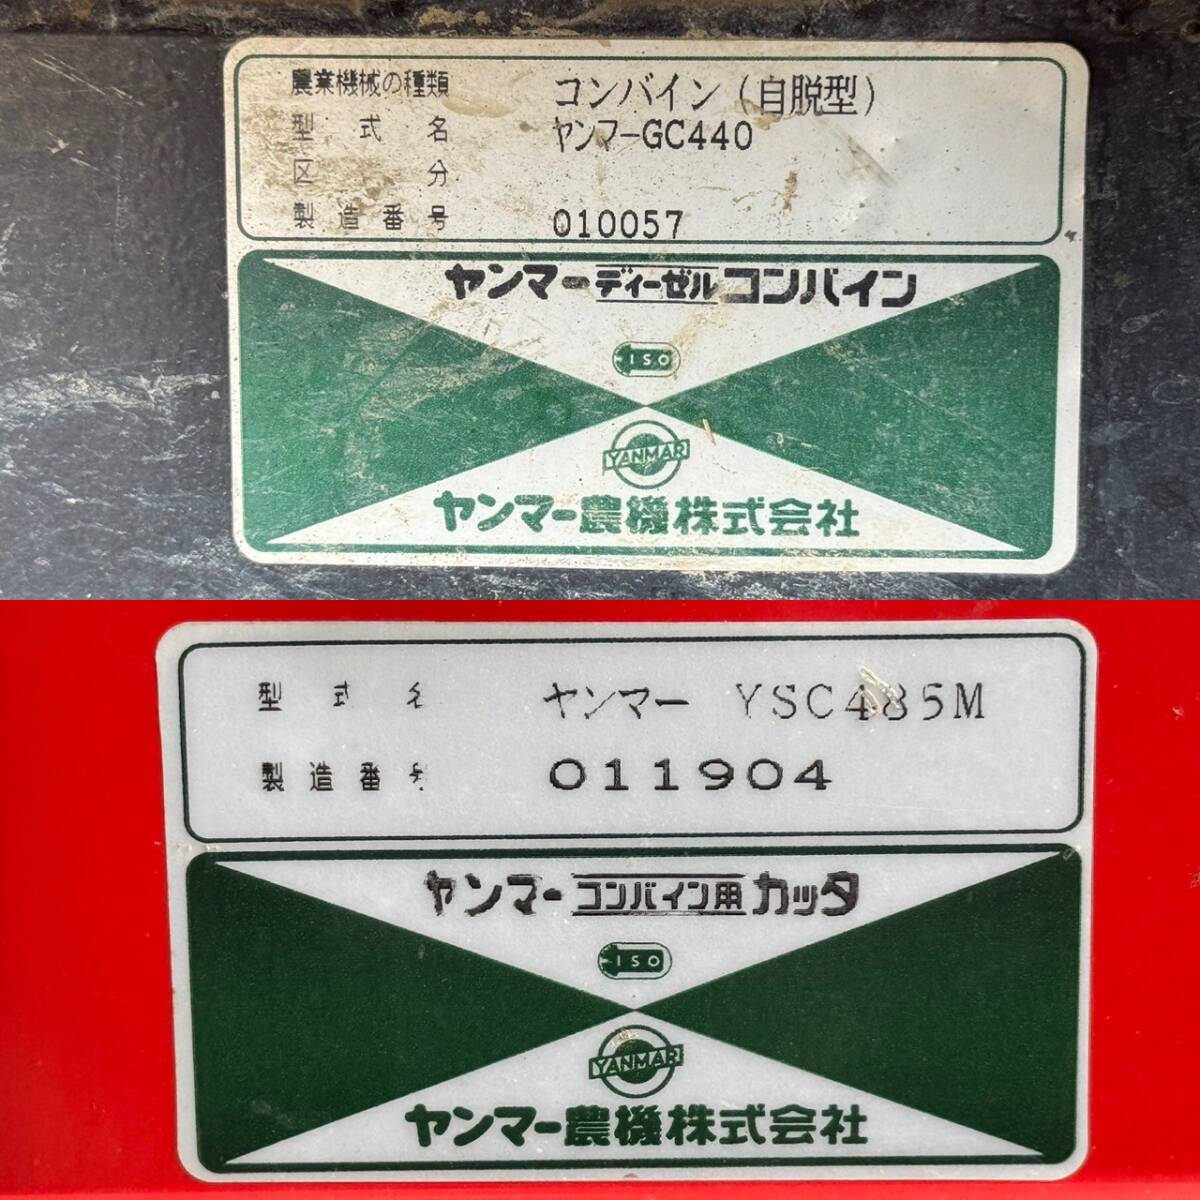 農業機械の種類 コンバイン(自脱型)
型式名 ヤンマーGC440
区分
製造番号 010057
ヤンマーディーゼルコンバイン
ISO
YANMAR
ヤンマー農機株式会社
型式名 ヤンマー YSC485M
製造番号 011904
ヤンマーコンバイン用カッタ
ISO
YANMAR
ヤンマー農機株式会社